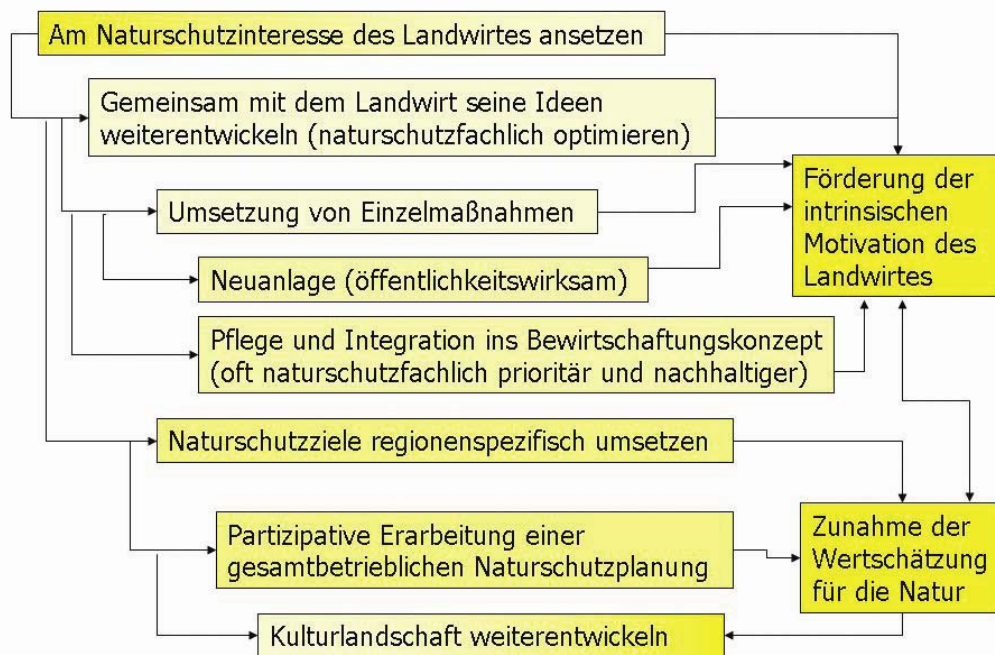 Am Naturschutzinteresse des Landwirtes ansetzen
Gemeinsam mit dem Landwirt seine Ideen
weiterentwickeln (naturschutzfachlich optimieren)
Förderung der
intrinsischen
Motivation des
Landwirtes
Umsetzung von Einzelmaßnahmen
Neuanlage (öffentlichkeitswirksam)
Pflege und Integration ins Bewirtschaftungskonzept
(oft naturschutzfachlich prioritär und nachhaltiger)
Naturschutzziele regionenspezifisch umsetzen
Partizipative Erarbeitung einer
gesamtbetrieblichen Naturschutzplanung
Zunahme der
Wertschätzung
für die Natur
Kulturlandschaft weiterentwickeln